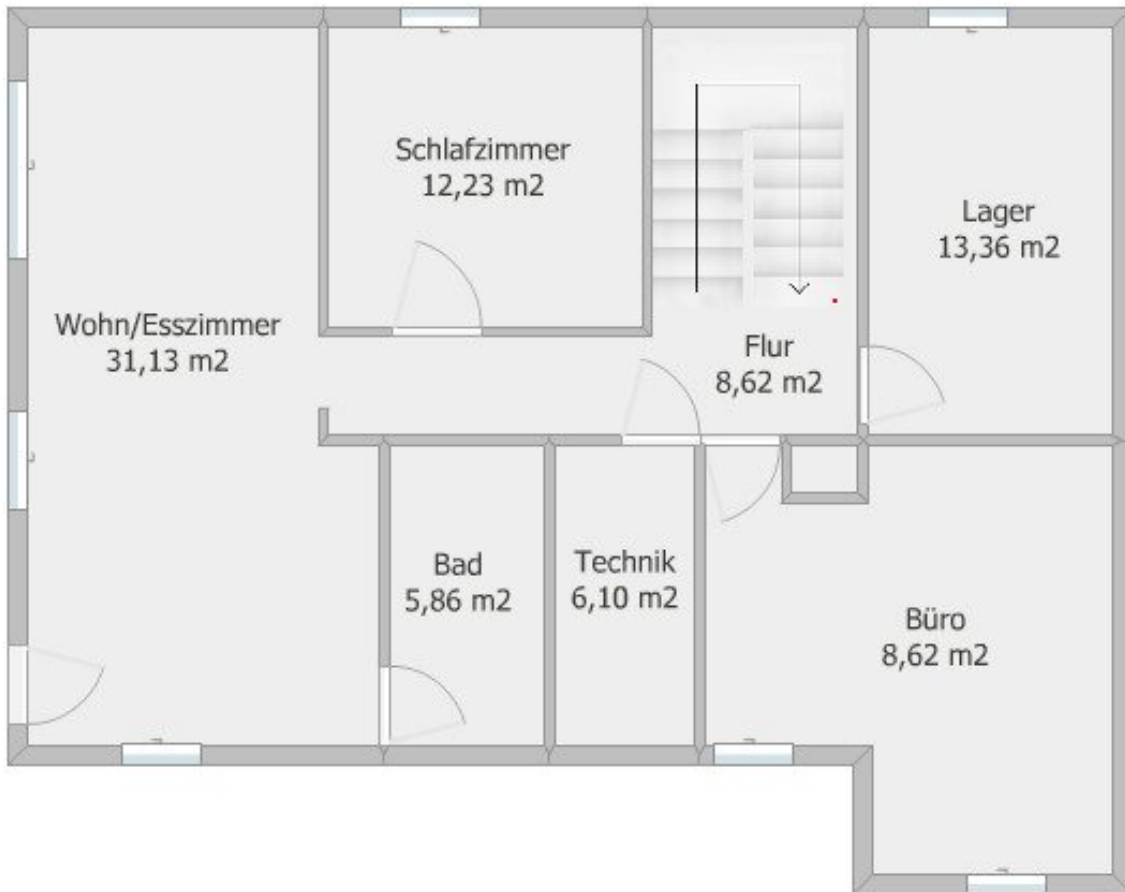 Schlafzimmer
12,23 m2
Lager
13,36 m2
Wohn/Esszimmer
31,13 m2
Flur
8,62 m2
Bad
5,86 m2
Technik
6,10 m2
Büro
8,62 m2